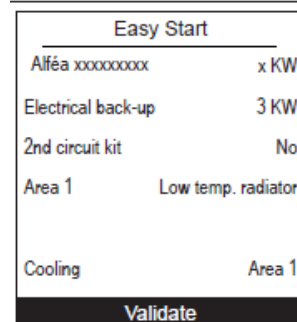 Easy Start
Alféa xxxxxxxxx x KW
Electrical back-up 3 KW
2nd circuit kit No
Area 1 Low temp. radiator
Cooling Area 1
Validate